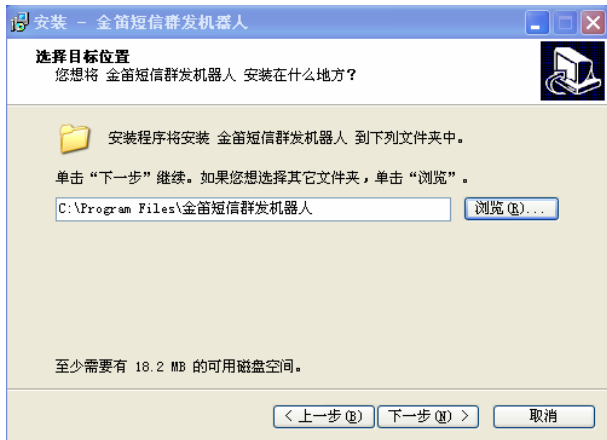 安装 - 金笛短信群发机器人
选择目标位置
您想将 金笛短信群发机器人 安装在什么地方?
安装程序将安装 金笛短信群发机器人 到下列文件夹中。
单击“下一步”继续。如果您想选择其它文件夹,单击“浏览”。
C:\Program Files\金笛短信群发机器人
浏览(R)...
至少需要有 18.2 MB 的可用磁盘空间。
< 上一步(B) 下一步(N) > 取消